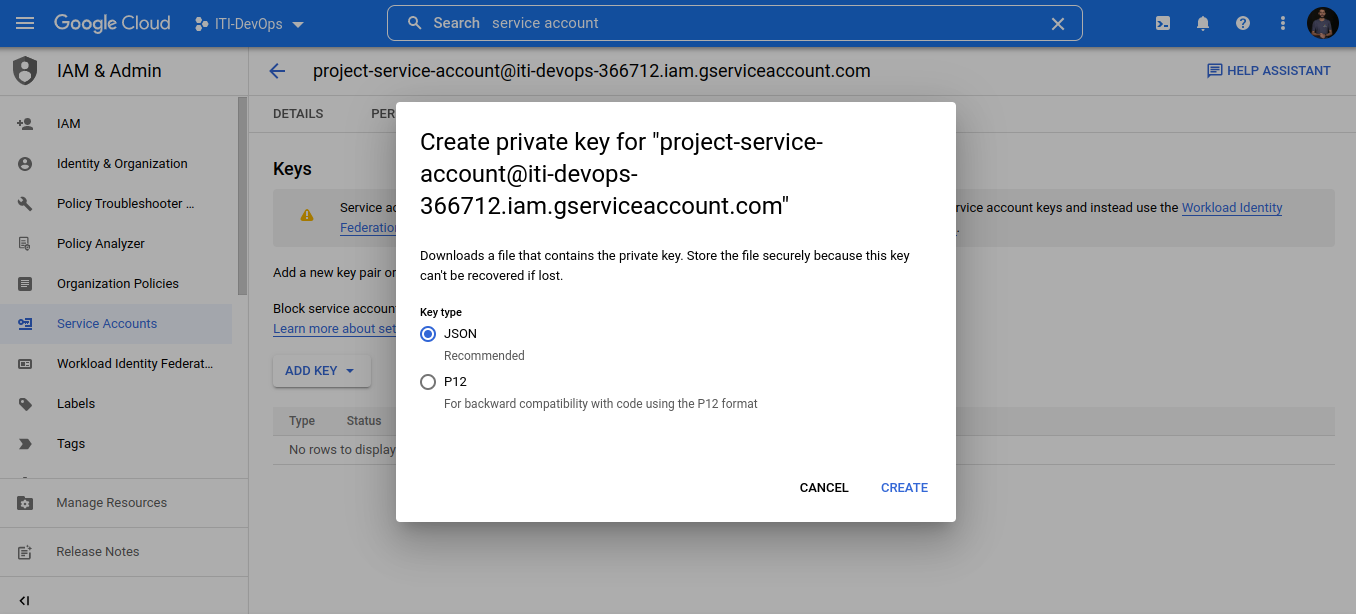 Google Cloud
ITI-DevOps
Search service account
IAM & Admin
project-service-account@iti-devops-366712.iam.gserviceaccount.com
HELP ASSISTANT
IAM
Identity & Organization
Policy Troubleshooter ...
Policy Analyzer
Organization Policies
Service Accounts
Workload Identity Federat...
Labels
Tags
Manage Resources
Release Notes
DETAILS
PER
Keys
Service ac
rvice account keys and instead use the Workload Identity
Federation
Add a new key pair or
Block service accoun
Learn more about set
ADD KEY
Type Status
No rows to display
Create private key for "project-service-
account@iti-devops-
366712.iam.gserviceaccount.com"
Downloads a file that contains the private key. Store the file securely because this key
can't be recovered if lost.
Key type
JSON
Recommended
P12
For backward compatibility with code using the P12 format
CANCEL CREATE